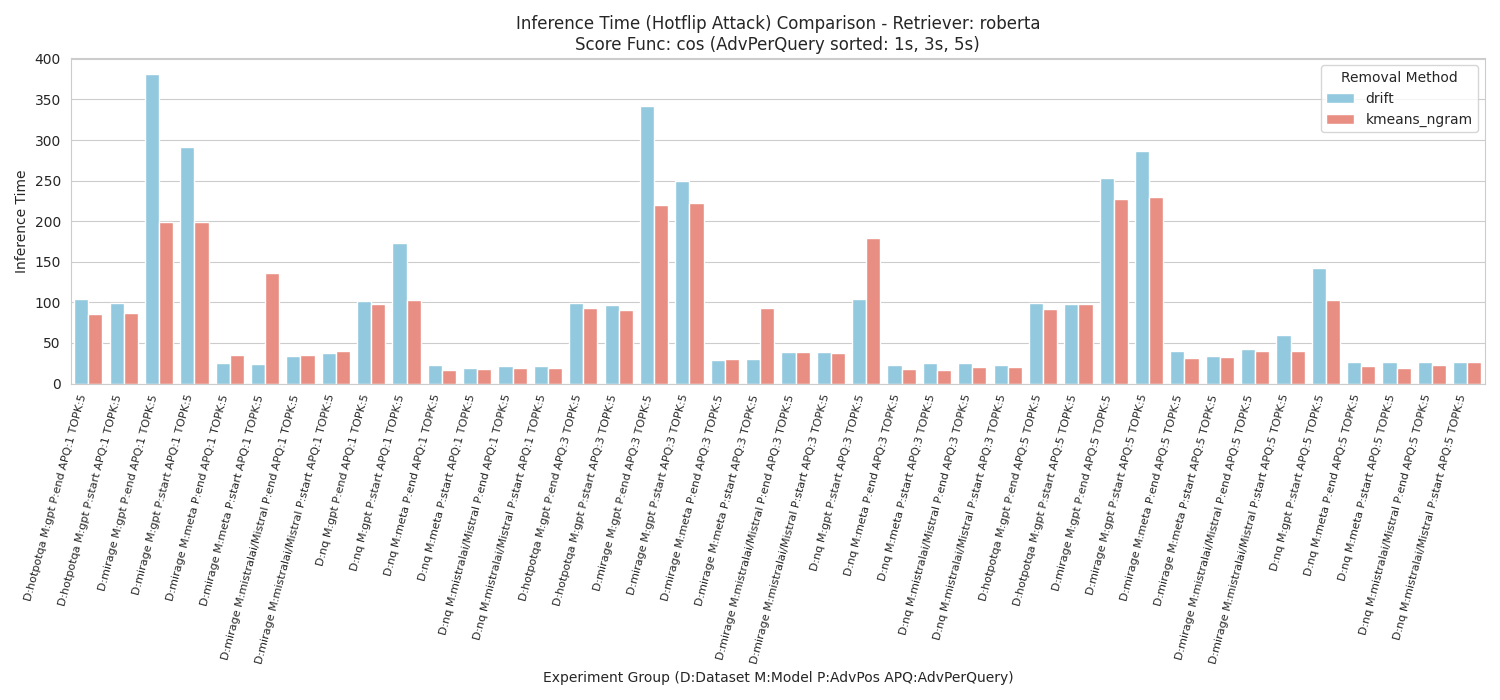 Inference Time (Hotflip Attack) Comparison - Retriever: roberta
Score Func: cos (AdvPerQuery sorted: 1s, 3s, 5s)
Inference Time
400
350
300
250
200
150
100
50
0
Removal Method
drift
kmeans_ngram
D:hotpotqa M:gpt P:end APQ:1 TOPK:5
D:hotpotqa M:gpt P:start APQ:1 TOPK:5
D:mirage M:gpt P:end APQ:1 TOPK:5
D:mirage M:gpt P:start APQ:1 TOPK:5
D:mirage M:meta P:end APQ:1 TOPK:5
D:mirage M:meta P:start APQ:1 TOPK:5
D:mirage M:mistralai/Mistral P:end APQ:1 TOPK:5
D:mirage M:mistralai/Mistral P:start APQ:1 TOPK:5
D:nq M:gpt P:end APQ:1 TOPK:5
D:nq M:gpt P:start APQ:1 TOPK:5
D:nq M:meta P:end APQ:1 TOPK:5
D:nq M:meta P:start APQ:1 TOPK:5
D:nq M:mistralai/Mistral P:end APQ:1 TOPK:5
D:nq M:mistralai/Mistral P:start APQ:1 TOPK:5
D:hotpotqa M:gpt P:end APQ:3 TOPK:5
D:hotpotqa M:gpt P:start APQ:3 TOPK:5
D:mirage M:gpt P:end APQ:3 TOPK:5
D:mirage M:gpt P:start APQ:3 TOPK:5
D:mirage M:meta P:end APQ:3 TOPK:5
D:mirage M:meta P:start APQ:3 TOPK:5
D:mirage M:mistralai/Mistral P:end APQ:3 TOPK:5
D:mirage M:mistralai/Mistral P:start APQ:3 TOPK:5
D:nq M:gpt P:start APQ:3 TOPK:5
D:nq M:meta P:end APQ:3 TOPK:5
D:nq M:meta P:start APQ:3 TOPK:5
D:nq M:mistralai/Mistral P:end APQ:3 TOPK:5
D:nq M:mistralai/Mistral P:start APQ:3 TOPK:5
D:hotpotqa M:gpt P:end APQ:5 TOPK:5
D:hotpotqa M:gpt P:start APQ:5 TOPK:5
D:mirage M:gpt P:end APQ:5 TOPK:5
D:mirage M:gpt P:start APQ:5 TOPK:5
D:mirage M:meta P:end APQ:5 TOPK:5
D:mirage M:meta P:start APQ:5 TOPK:5
D:mirage M:mistralai/Mistral P:end APQ:5 TOPK:5
D:mirage M:mistralai/Mistral P:start APQ:5 TOPK:5
D:nq M:gpt P:start APQ:5 TOPK:5
D:nq M:meta P:end APQ:5 TOPK:5
D:nq M:meta P:start APQ:5 TOPK:5
D:nq M:mistralai/Mistral P:end APQ:5 TOPK:5
D:nq M:mistralai/Mistral P:start APQ:5 TOPK:5
Experiment Group (D:Dataset M:Model P:AdvPos APQ:AdvPerQuery)